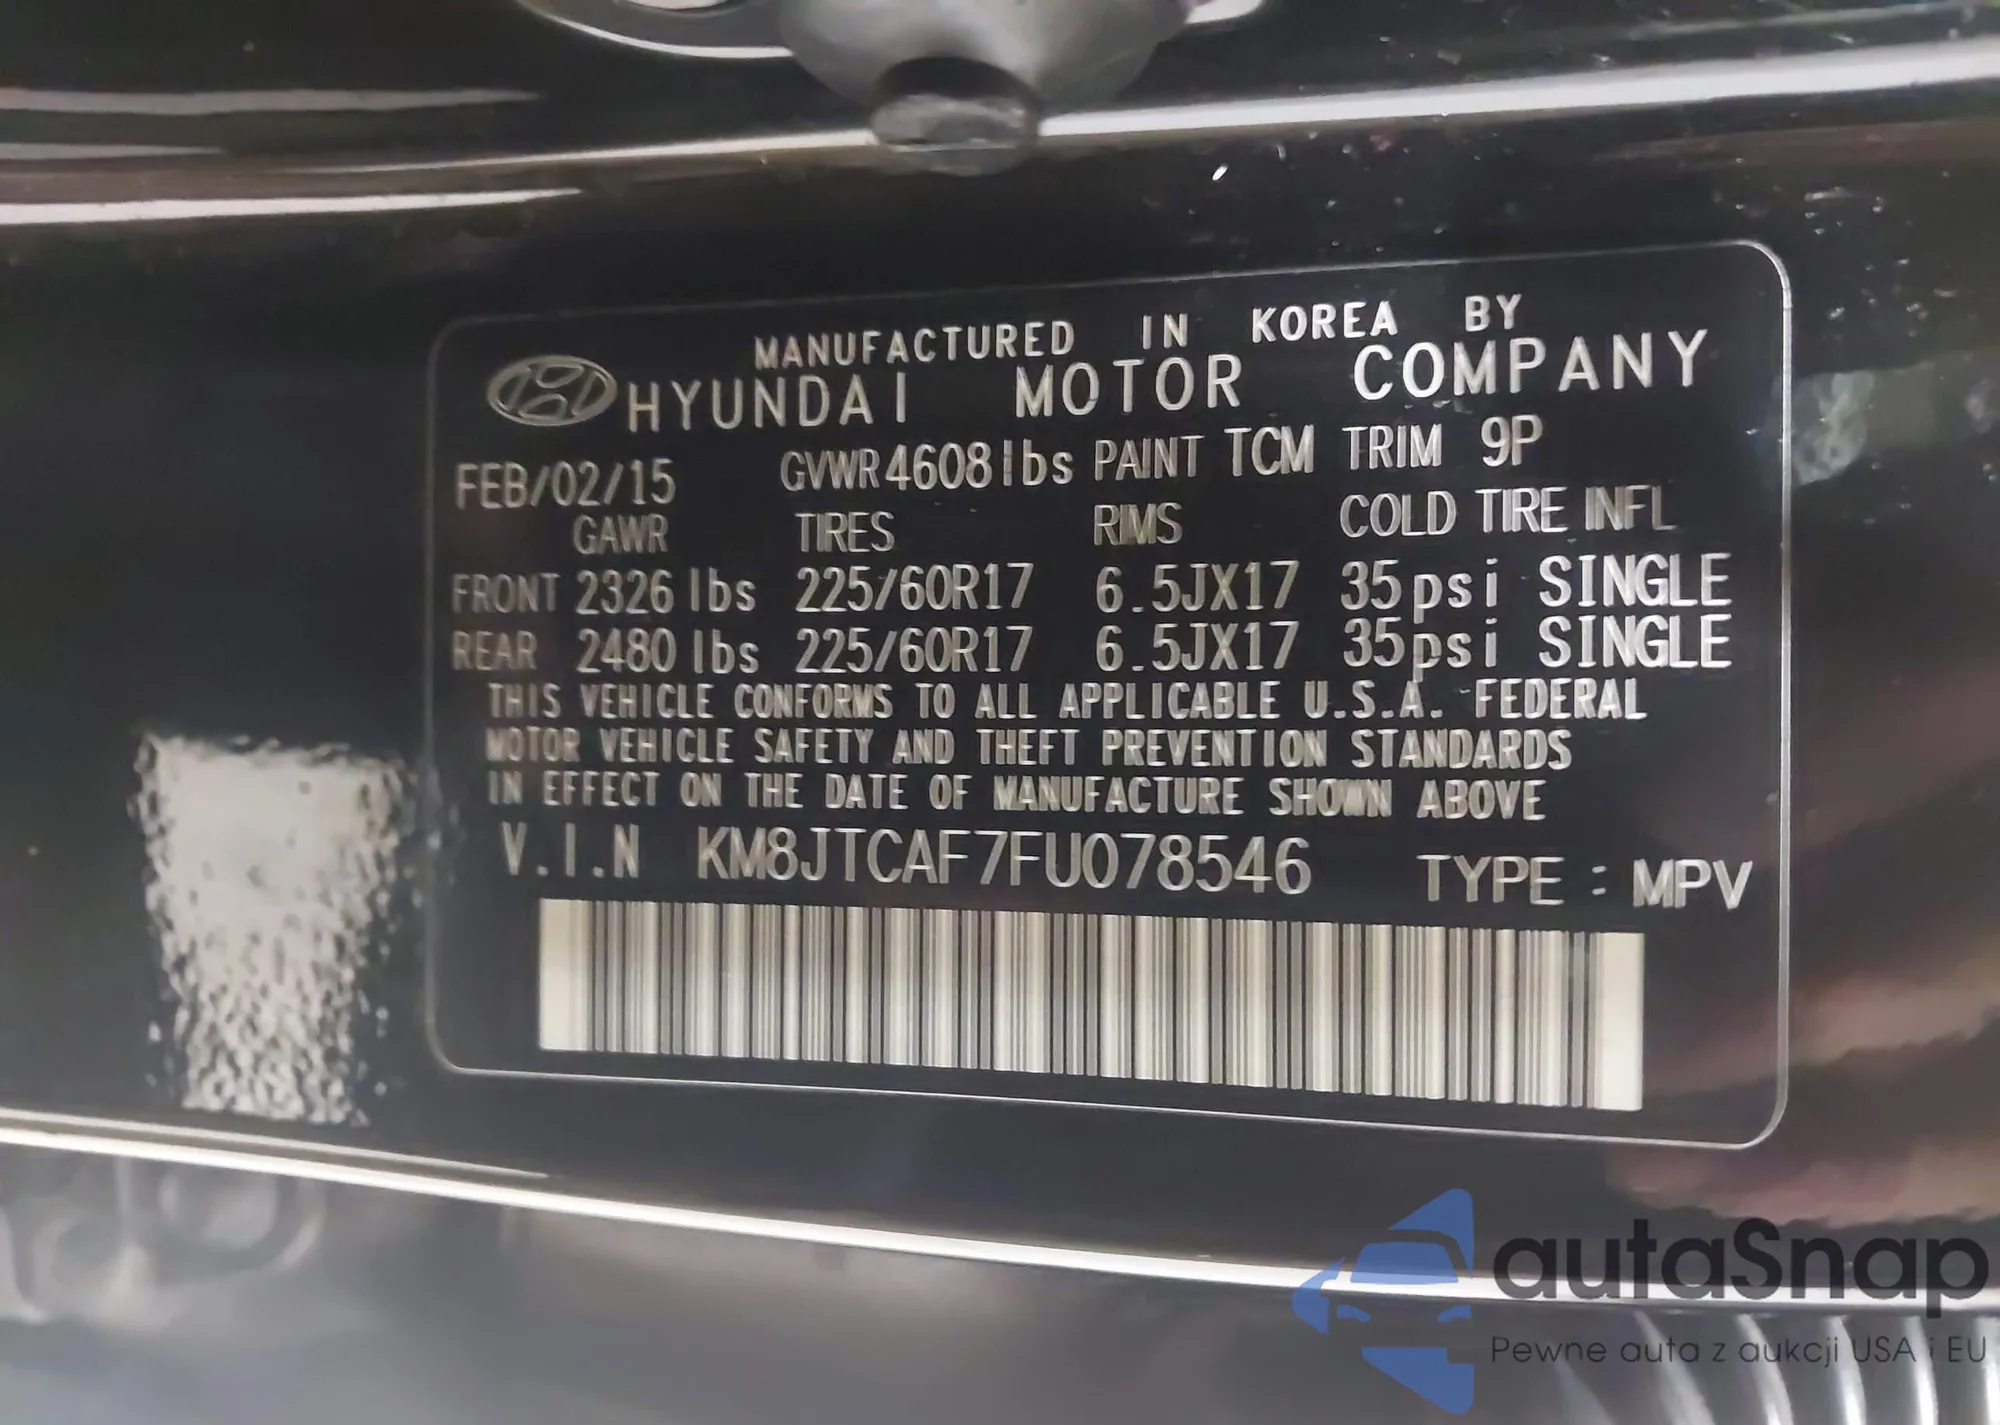 MANUFACTURED IN KOREA BY
HYUNDAI MOTOR COMPANY
FEB/02/15 GVWR 4608lbs PAINT TCM TRIM 9P
GAWR TIRES RIMS COLD TIRE INFL
FRONT 2326 lbs 225/60R17 6.5JX17 35psi SINGLE
REAR 2480 lbs 225/60R17 6.5JX17 35psi SINGLE
THIS VEHICLE CONFORMS TO ALL APPLICABLE U.S.A. FEDERAL
MOTOR VEHICLE SAFETY AND THEFT PREVENTION STANDARDS
IN EFFECT ON THE DATE OF MANUFACTURE SHOWN ABOVE
V.I.N KM8JTCAF7FU078546 TYPE : MPV
autaSnap
Pewne auta z aukcji USA i EU